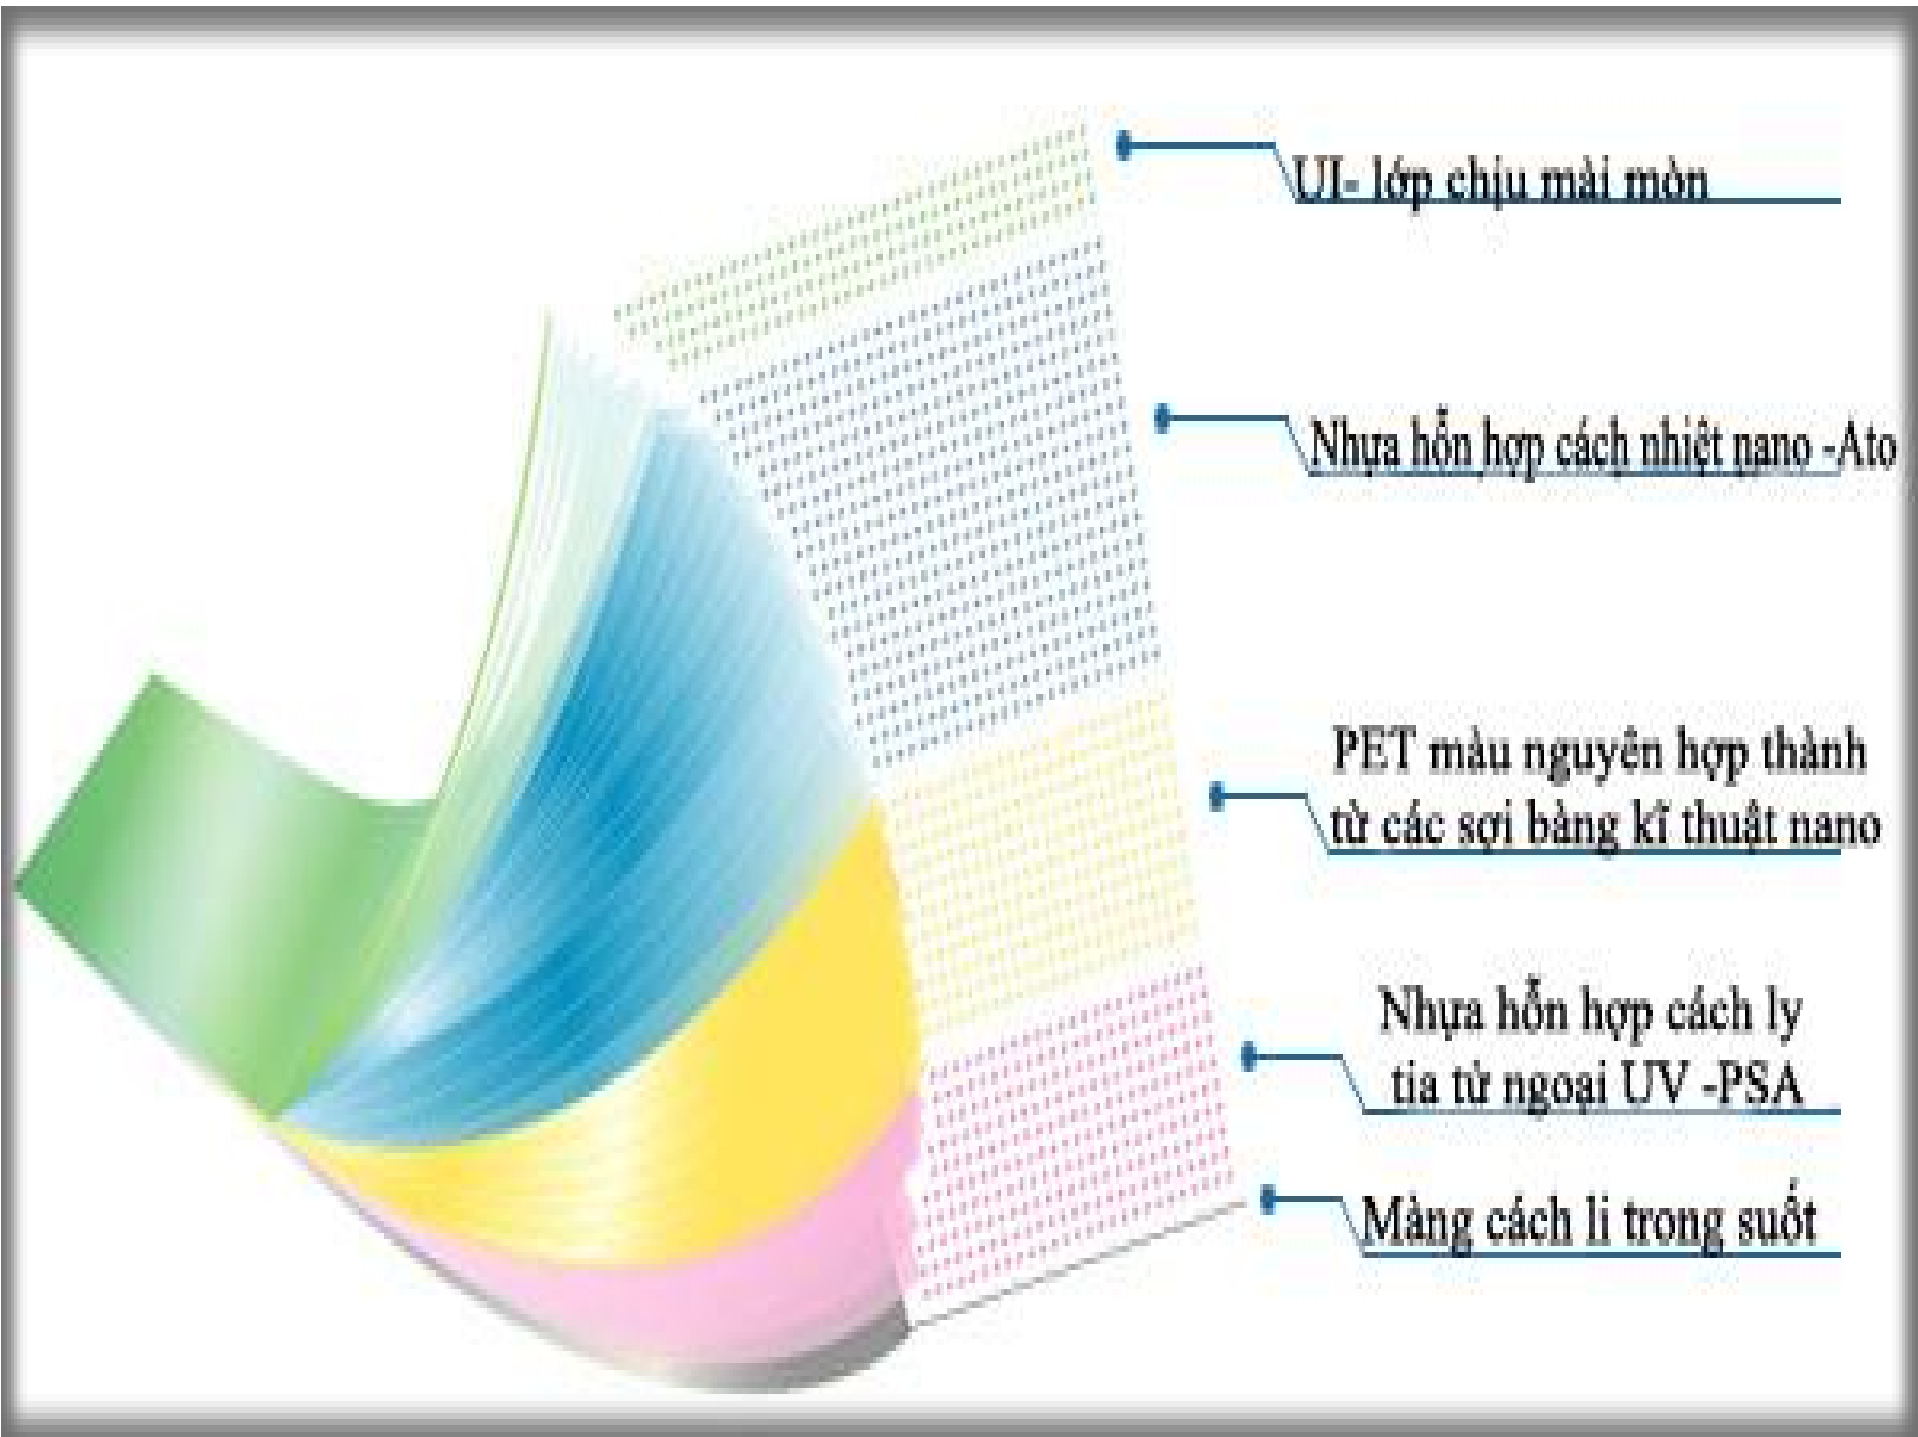 UI- lớp chịu mài mòn
Nhựa hỗn hợp cách nhiệt nano -Ato
PET màu nguyên hợp thành
từ các sợi bàng kĩ thuật nano
Nhựa hỗn hợp cách ly
tia tử ngoại UV -PSA
Màng cách li trong suốt